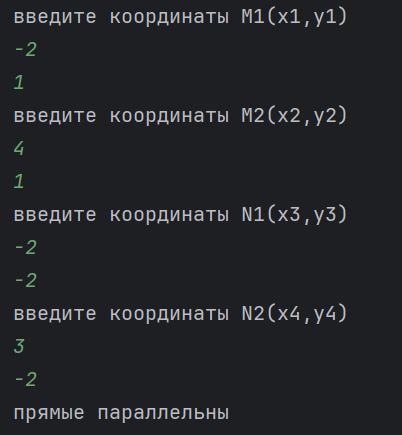 введите координаты M1(x1,y1)
-2
1
введите координаты M2(x2,y2)
4
1
введите координаты N1(x3,y3)
-2
-2
введите координаты N2(x4,y4)
3
-2
прямые параллельны